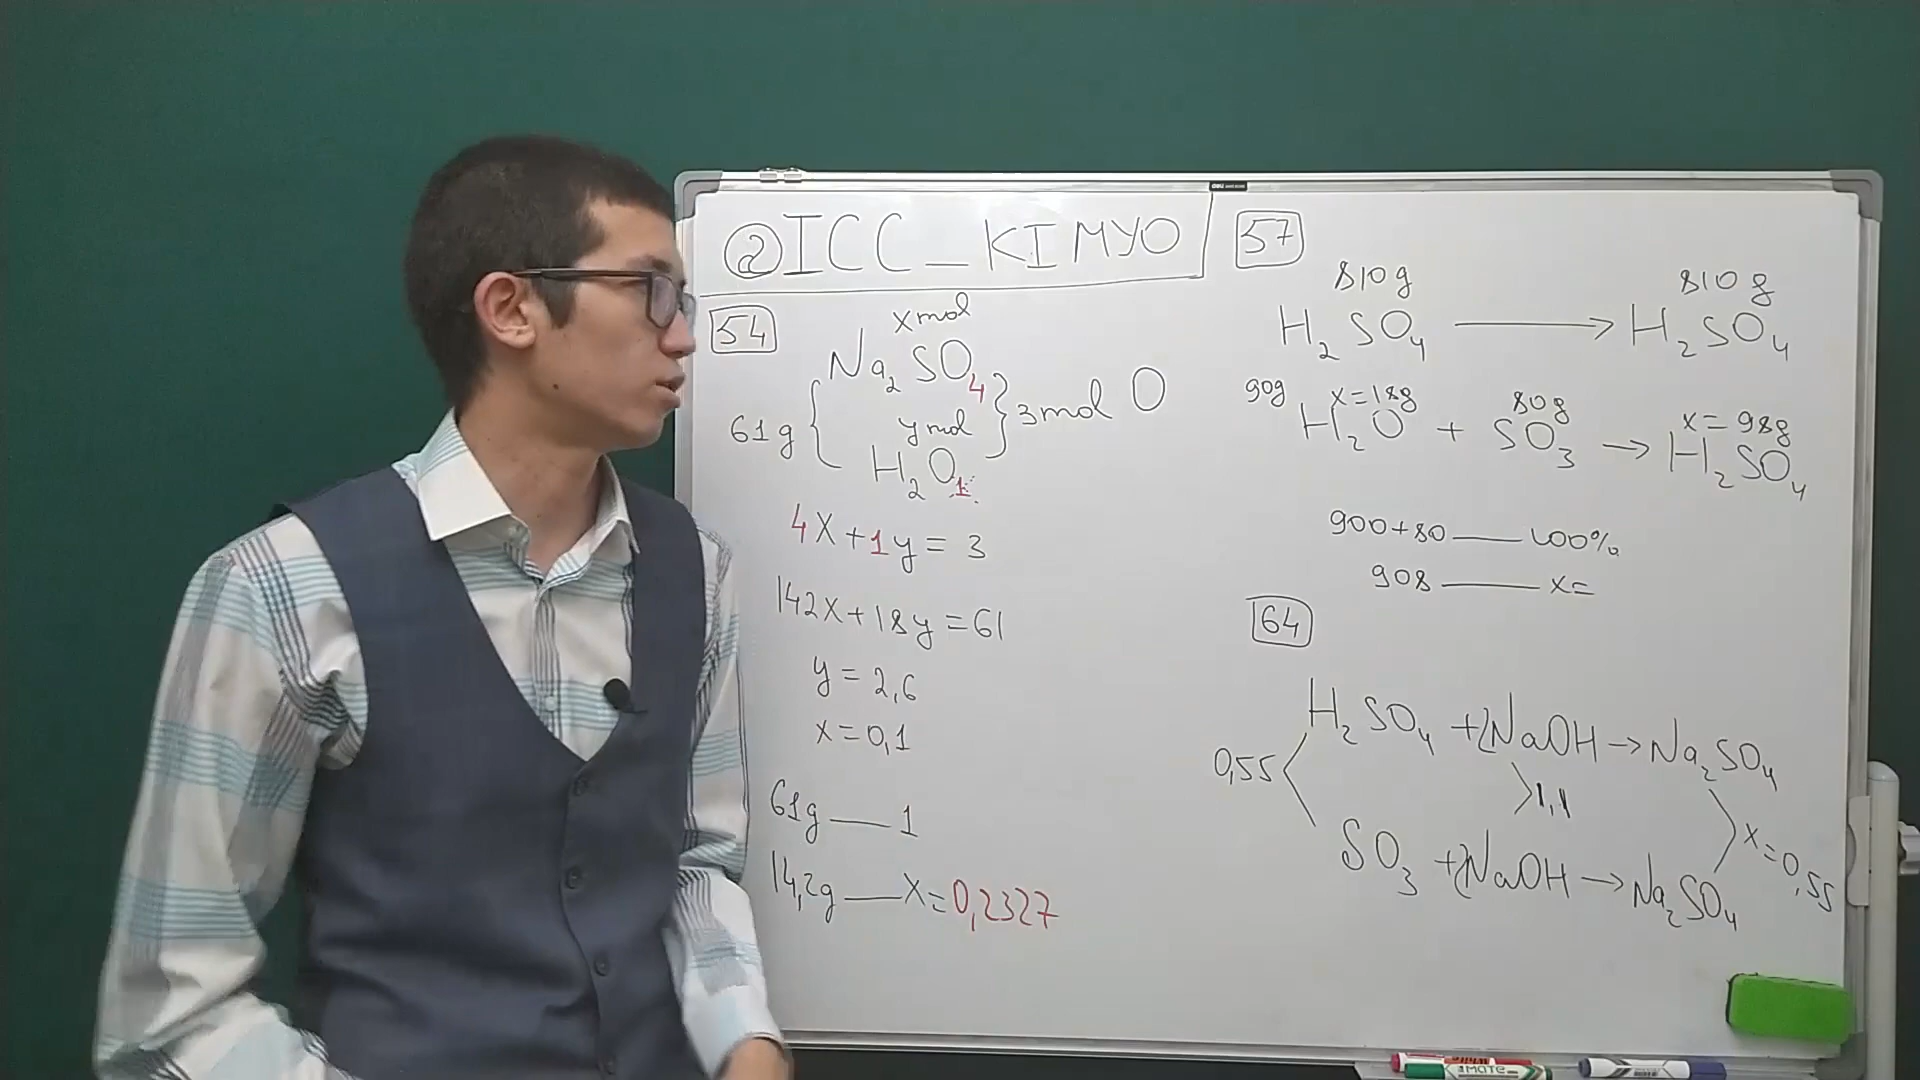 @ICC_KIMYO
54
x mol
Na2SO4
61g
y mol
3 mol O
H2O1
4x+1y=3
142x+18y=61
y=2,6
x=0,1
61g — 1
14,2g — x=0,2327
57
810g 810g
H2SO4 → H2SO4
90g x=18g 80g x=98g
H2O + SO3 → H2SO4
900+80 — 100%
908 — x=
64
H2SO4 + 2NaOH → Na2SO4
0,55 1,1 x=0,55
SO3 + 2NaOH → Na2SO4